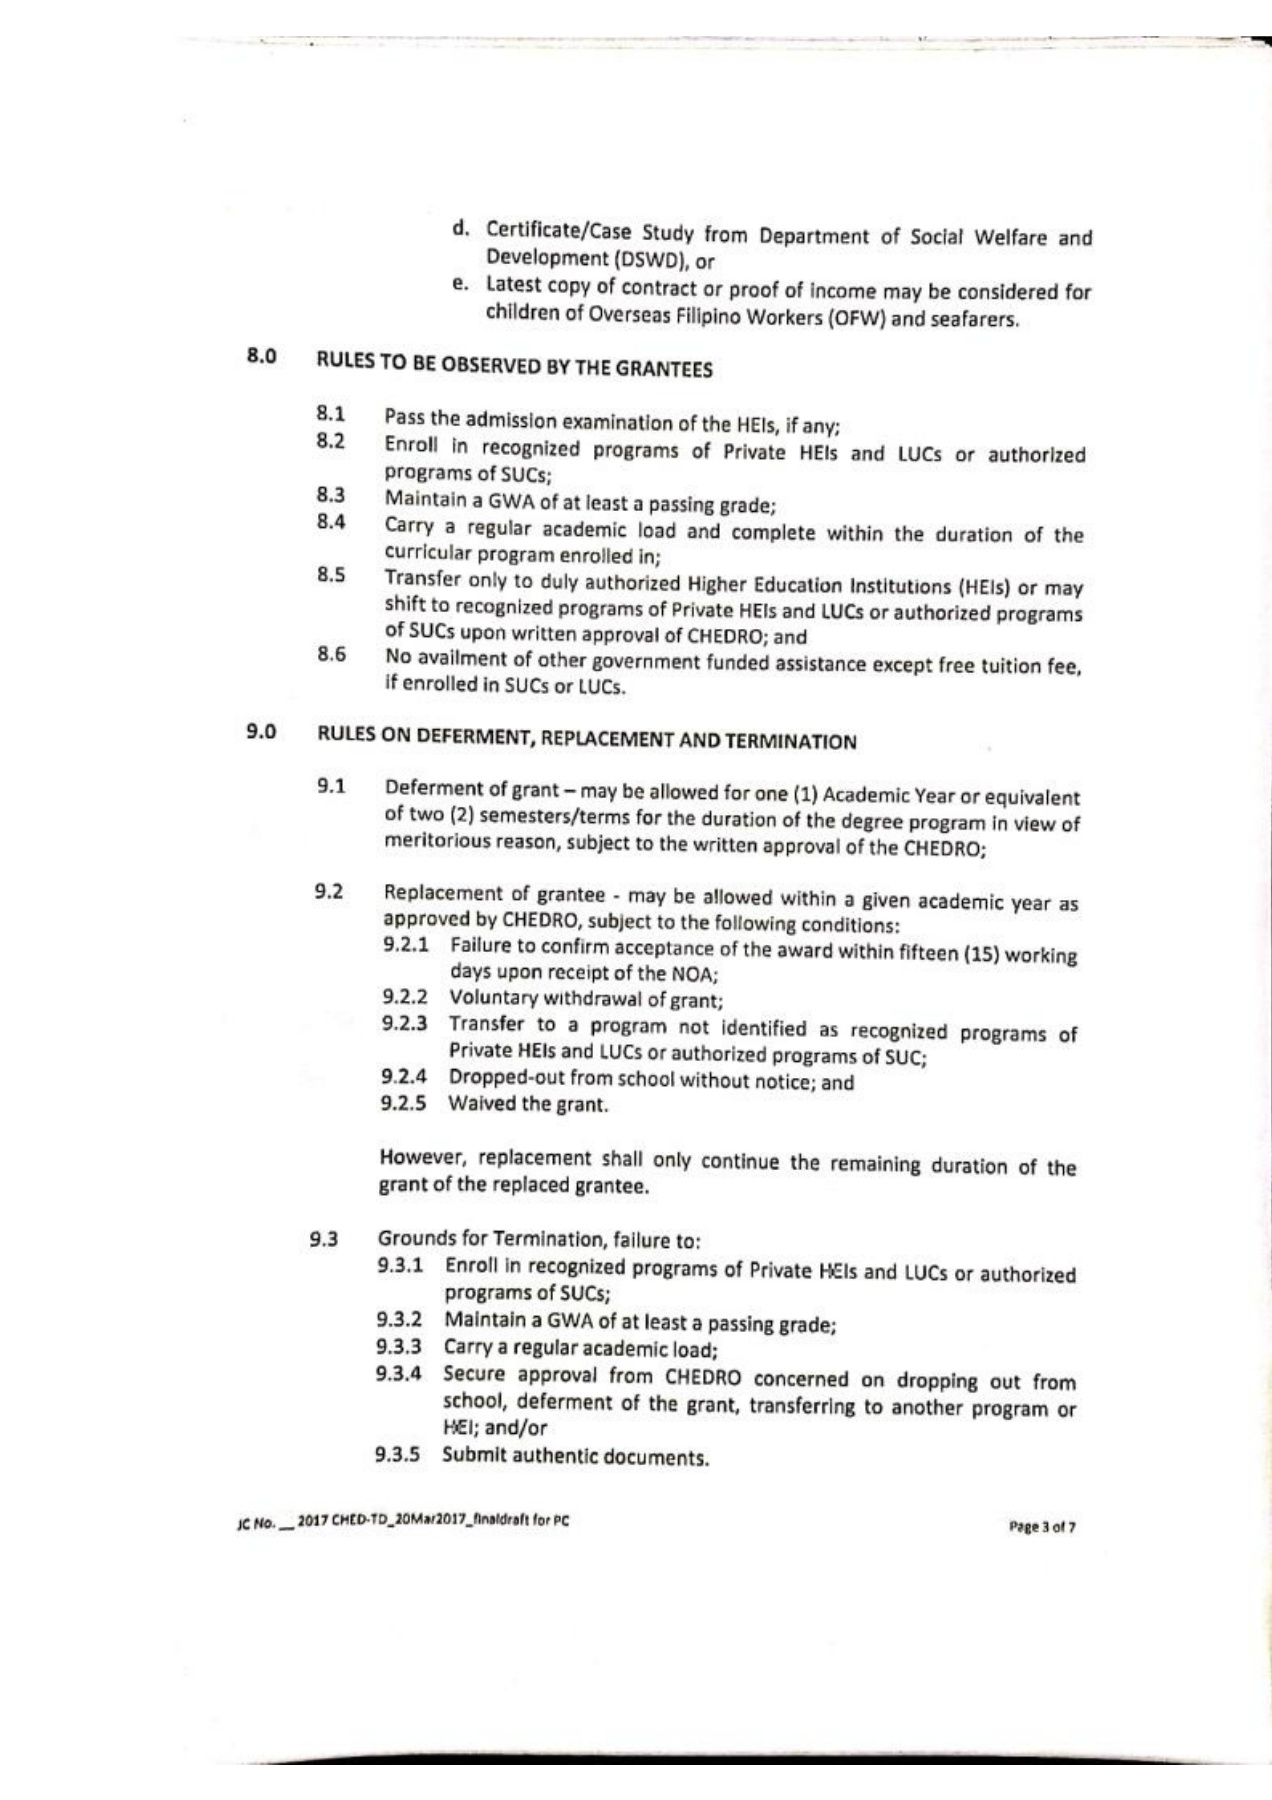 d. Certificate/Case Study from Department of Social Welfare and
Development (DSWD), or
e. Latest copy of contract or proof of income may be considered for
children of Overseas Filipino Workers (OFW) and seafarers.
8.0 RULES TO BE OBSERVED BY THE GRANTEES
8.1 Pass the admission examination of the HEIs, if any;
8.2 Enroll in recognized programs of Private HEIs and LUCs or authorized
programs of SUCs;
8.3 Maintain a GWA of at least a passing grade;
8.4 Carry a regular academic load and complete within the duration of the
curricular program enrolled in;
8.5 Transfer only to duly authorized Higher Education Institutions (HEIs) or may
shift to recognized programs of Private HEIs and LUCs or authorized programs
of SUCs upon written approval of CHEDRO; and
8.6 No availment of other government funded assistance except free tuition fee,
if enrolled in SUCs or LUCs.
9.0 RULES ON DEFERMENT, REPLACEMENT AND TERMINATION
9.1 Deferment of grant – may be allowed for one (1) Academic Year or equivalent
of two (2) semesters/terms for the duration of the degree program in view of
meritorious reason, subject to the written approval of the CHEDRO;
9.2 Replacement of grantee - may be allowed within a given academic year as
approved by CHEDRO, subject to the following conditions:
9.2.1 Failure to confirm acceptance of the award within fifteen (15) working
days upon receipt of the NOA;
9.2.2 Voluntary withdrawal of grant;
9.2.3 Transfer to a program not identified as recognized programs of
Private HEIs and LUCs or authorized programs of SUC;
9.2.4 Dropped-out from school without notice; and
9.2.5 Waived the grant.
However, replacement shall only continue the remaining duration of the
grant of the replaced grantee.
9.3 Grounds for Termination, failure to:
9.3.1 Enroll in recognized programs of Private HEIs and LUCs or authorized
programs of SUCs;
9.3.2 Maintain a GWA of at least a passing grade;
9.3.3 Carry a regular academic load;
9.3.4 Secure approval from CHEDRO concerned on dropping out from
school, deferment of the grant, transferring to another program or
HEI; and/or
9.3.5 Submit authentic documents.
JC No. __ 2017 CHED-TD_20Mar2017_finaldraft for PC Page 3 of 7